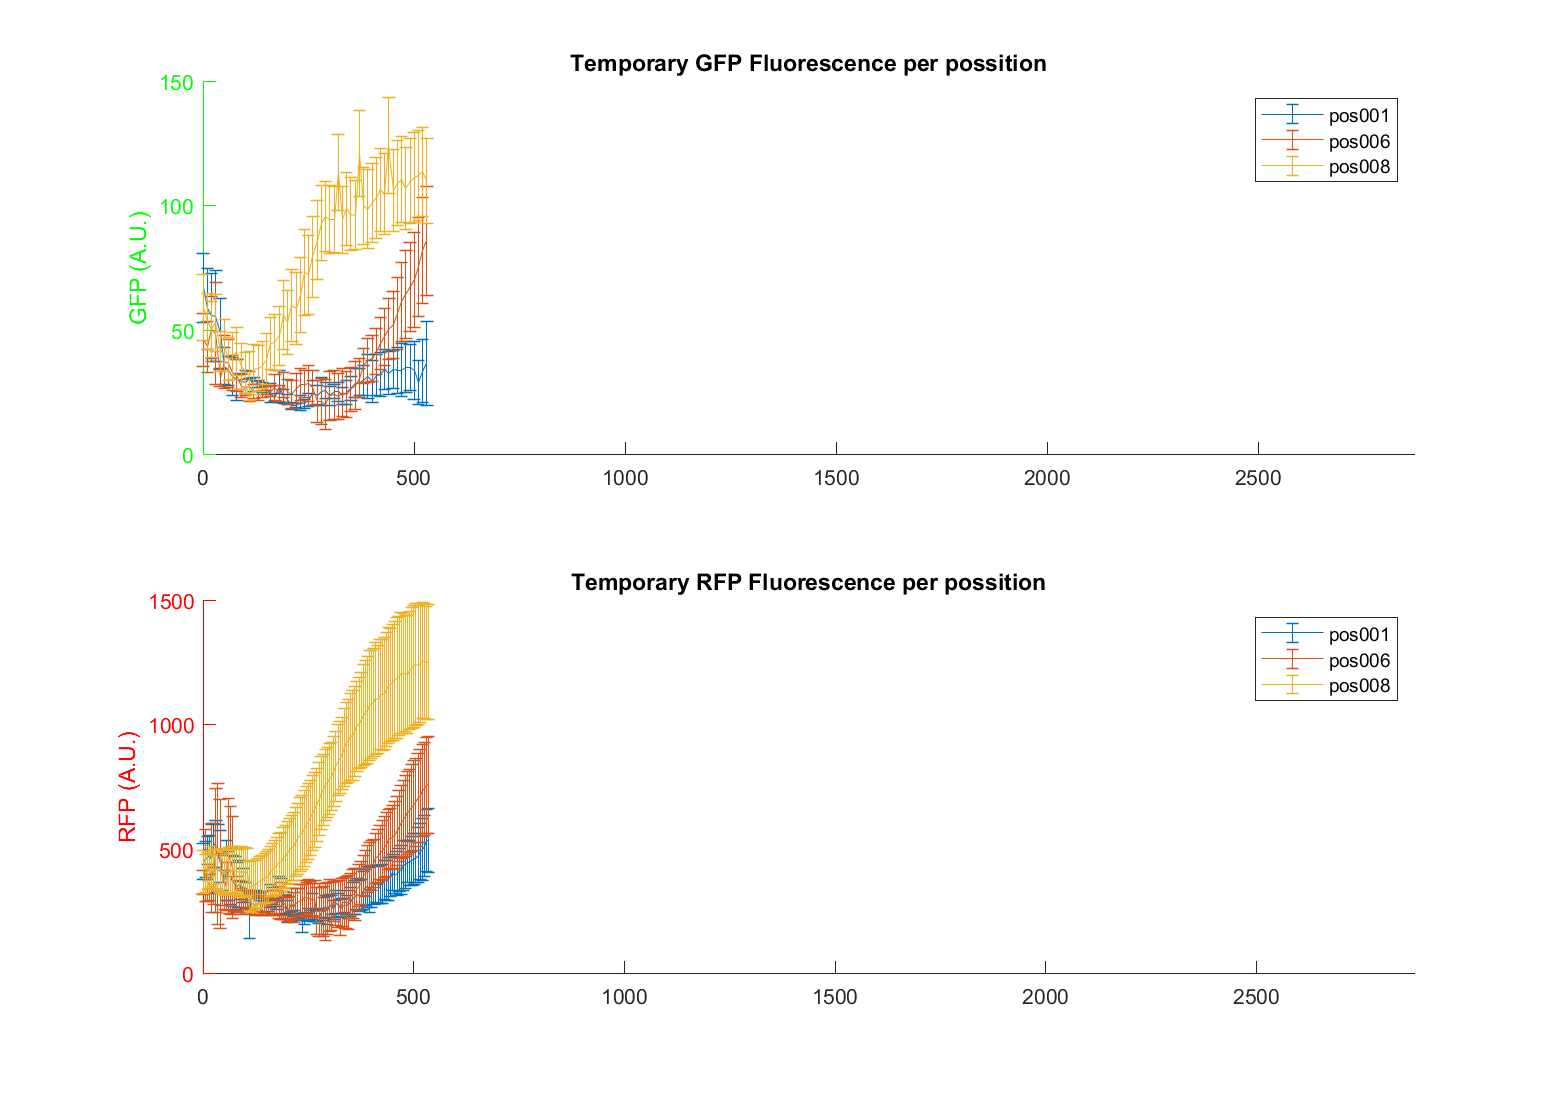 Temporary GFP Fluorescence per possition
150
100
50
0
GFP (A.U.)
pos001
pos006
pos008
0 500 1000 1500 2000 2500
Temporary RFP Fluorescence per possition
1500
1000
500
0
RFP (A.U.)
pos001
pos006
pos008
0 500 1000 1500 2000 2500